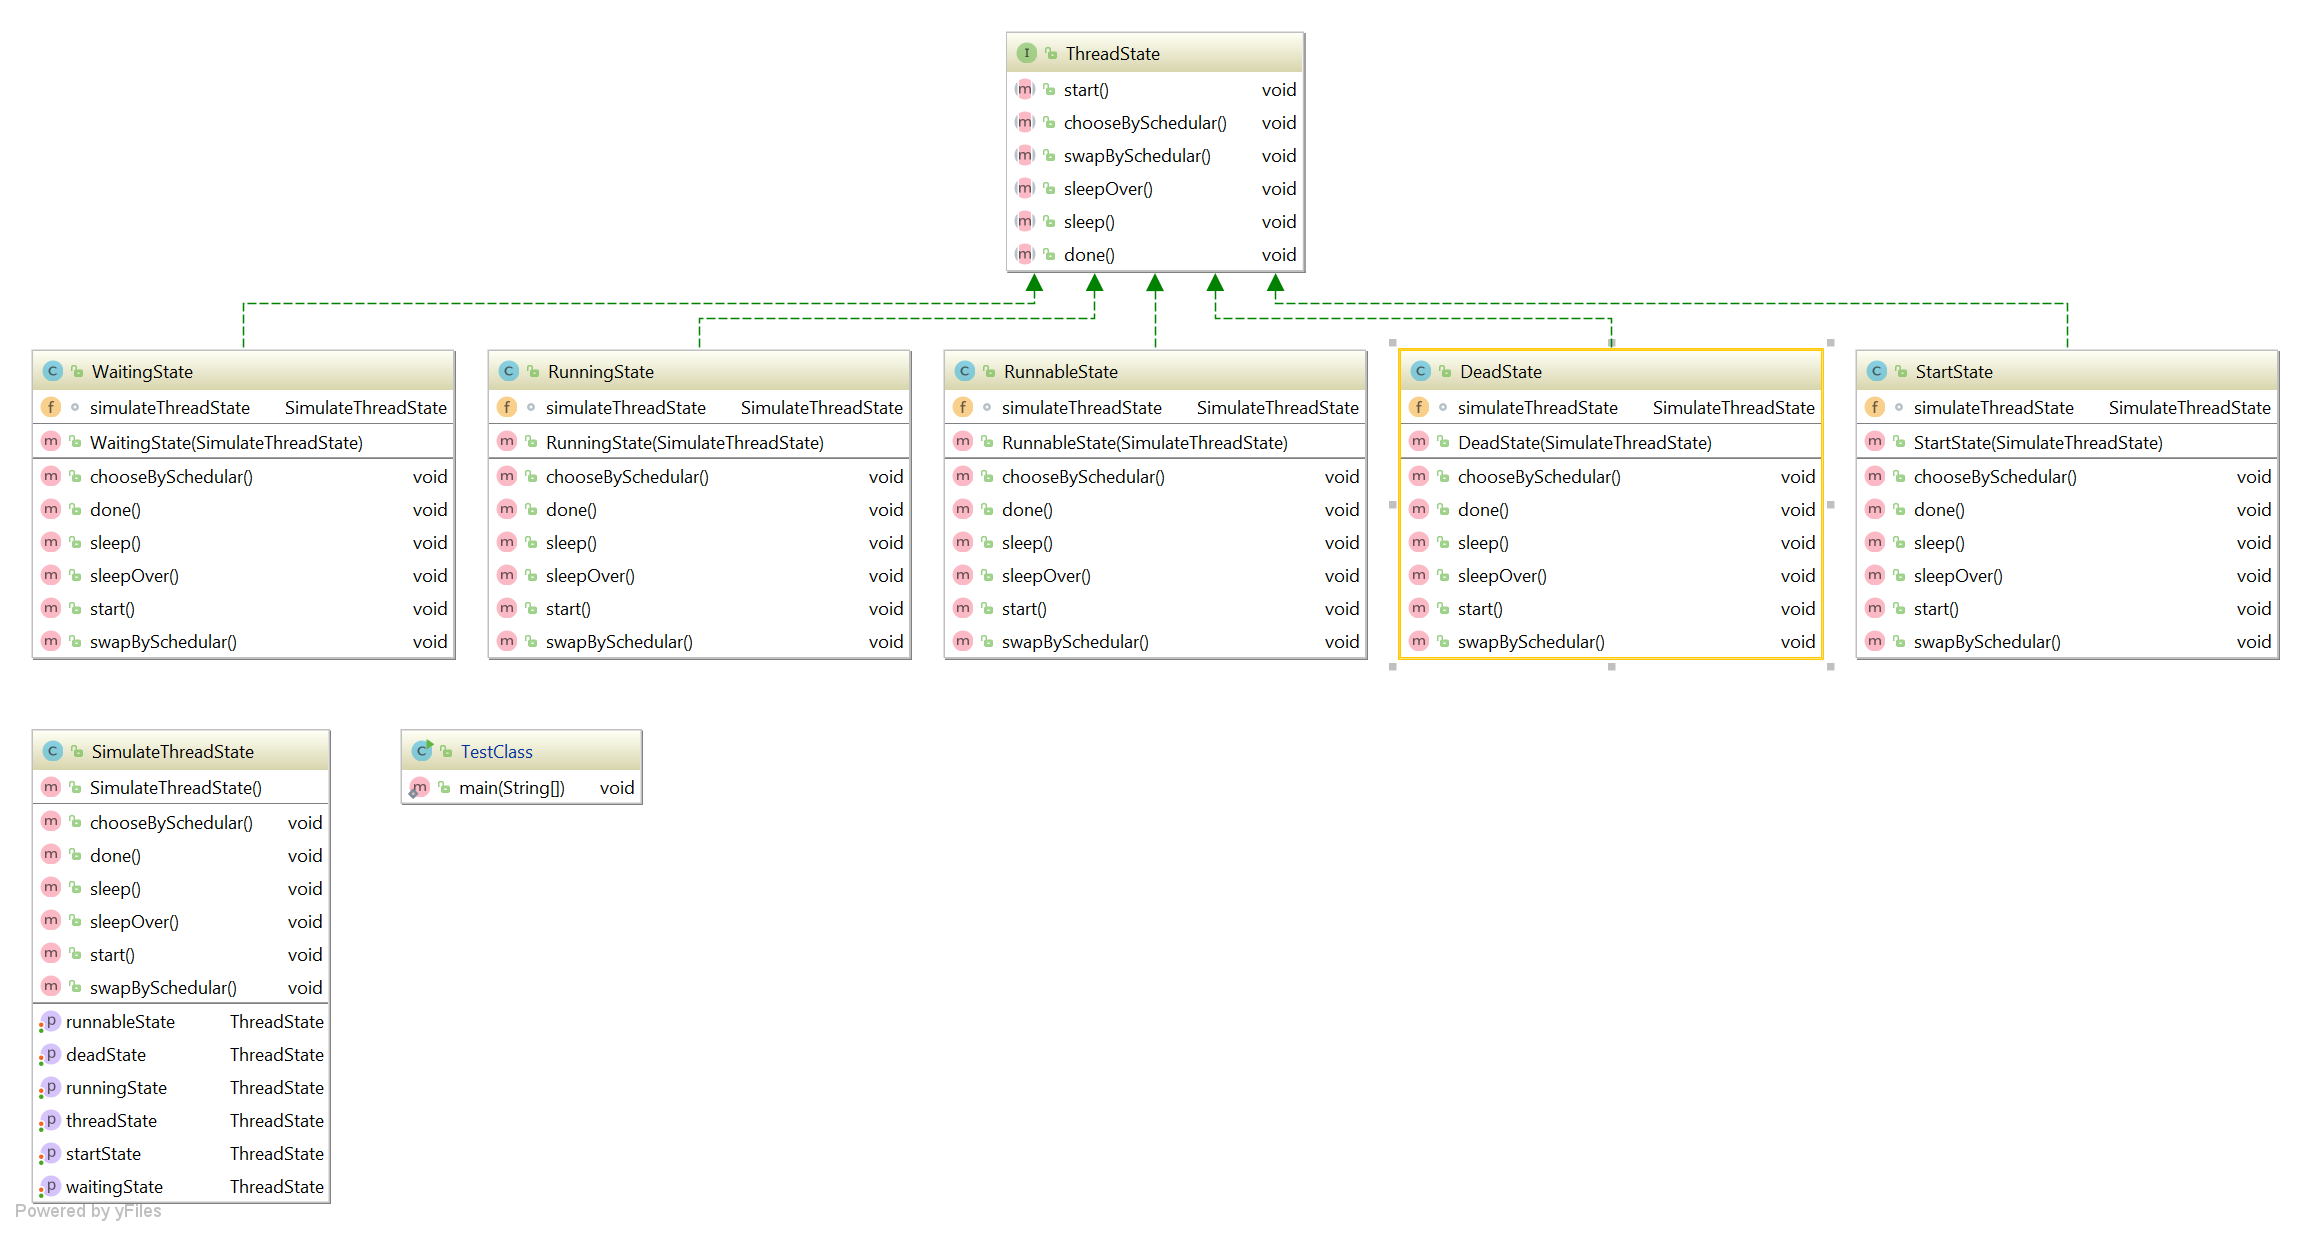 ThreadState
start() void
chooseBySchedular() void
swapBySchedular() void
sleepOver() void
sleep() void
done() void
WaitingState
simulateThreadState SimulateThreadState
WaitingState(SimulateThreadState)
chooseBySchedular() void
done() void
sleep() void
sleepOver() void
start() void
swapBySchedular() void
RunningState
simulateThreadState SimulateThreadState
RunningState(SimulateThreadState)
chooseBySchedular() void
done() void
sleep() void
sleepOver() void
start() void
swapBySchedular() void
RunnableState
simulateThreadState SimulateThreadState
RunnableState(SimulateThreadState)
chooseBySchedular() void
done() void
sleep() void
sleepOver() void
start() void
swapBySchedular() void
DeadState
simulateThreadState SimulateThreadState
DeadState(SimulateThreadState)
chooseBySchedular() void
done() void
sleep() void
sleepOver() void
start() void
swapBySchedular() void
StartState
simulateThreadState SimulateThreadState
StartState(SimulateThreadState)
chooseBySchedular() void
done() void
sleep() void
sleepOver() void
start() void
swapBySchedular() void
SimulateThreadState
SimulateThreadState()
chooseBySchedular() void
done() void
sleep() void
sleepOver() void
start() void
swapBySchedular() void
runnableState ThreadState
deadState ThreadState
runningState ThreadState
threadState ThreadState
startState ThreadState
waitingState ThreadState
TestClass
main(String[]) void
Powered by yFiles